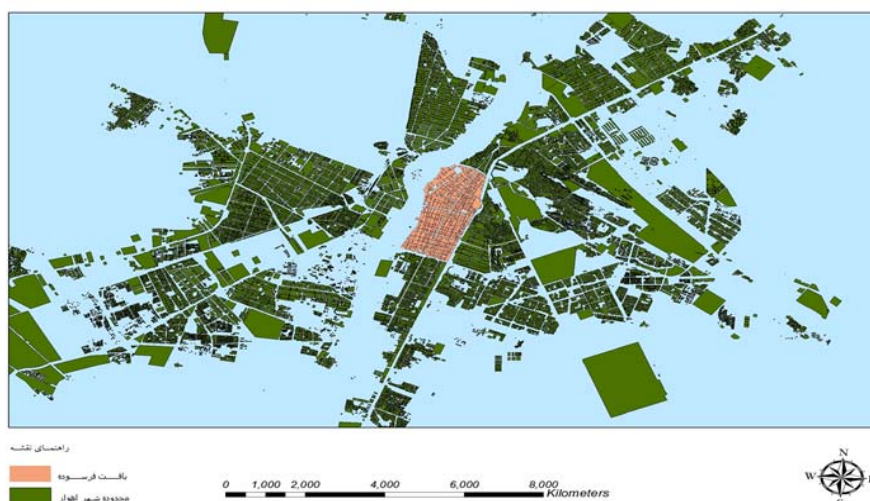 راهنمای نقشه
بافت فرسوده
محدوده شهر اهواز
0 1,000 2,000 4,000 6,000 8,000
Kilometers
N
W